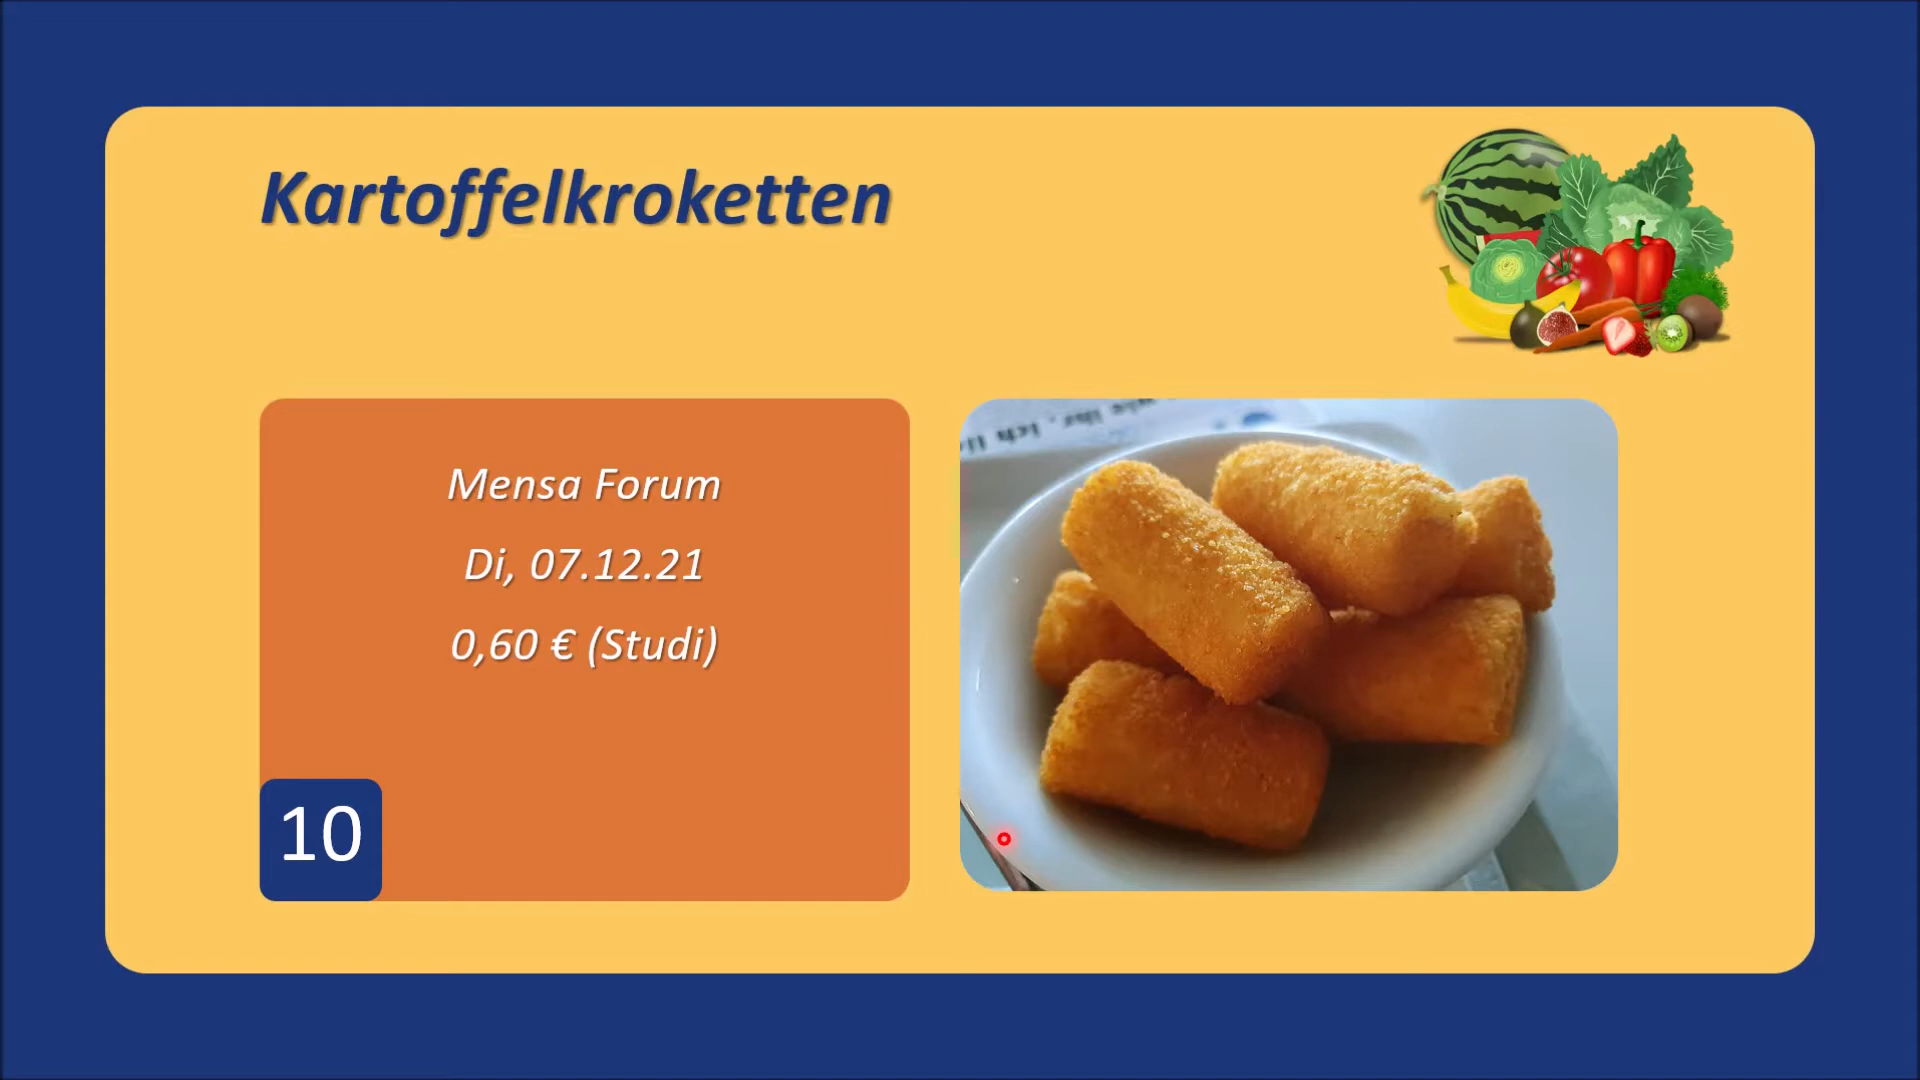 Kartoffelkroketten
Mensa Forum
Di, 07.12.21
0,60 € (Studi)
10